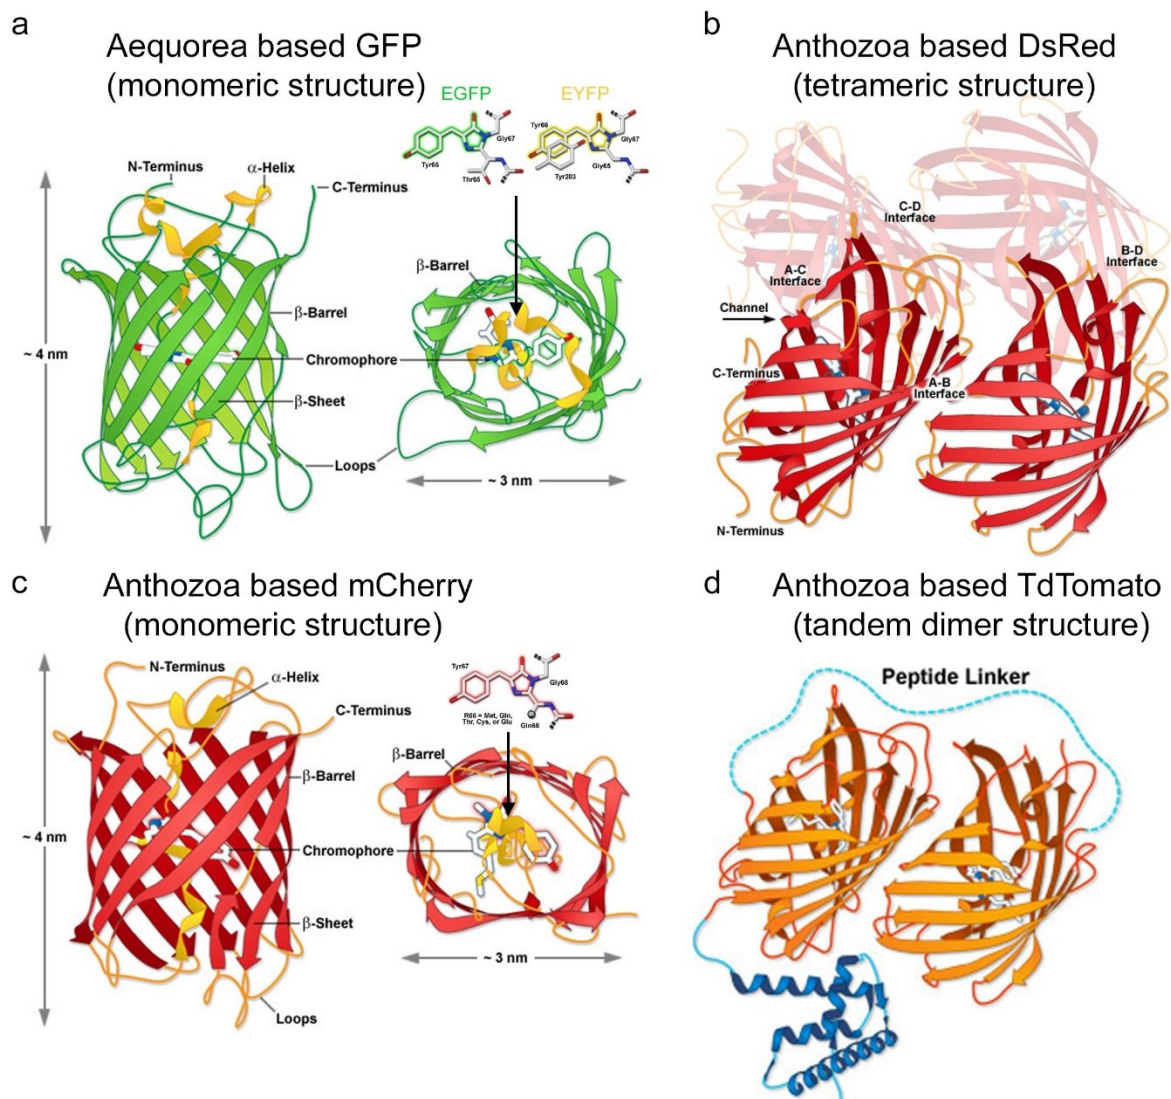 a
Aequorea based GFP
(monomeric structure)
EGFP
EYFP
Tyr66
Gly67
Thr65
Tyr66
Gly67
Gly65
Tyr203
N-Terminus
α-Helix
C-Terminus
β-Barrel
β-Barrel
~ 4 nm
Chromophore
β-Sheet
Loops
~ 3 nm
b
Anthozoa based DsRed
(tetrameric structure)
C-D
Interface
B-D
Interface
A-C
Interface
Channel
C-Terminus
A-B
Interface
N-Terminus
c
Anthozoa based mCherry
(monomeric structure)
N-Terminus
α-Helix
C-Terminus
Tyr67
Gly68
R66 = Met, Gln,
Thr, Cys, or Glu
Gln66
β-Barrel
β-Barrel
~ 4 nm
Chromophore
β-Sheet
~ 3 nm
Loops
d
Anthozoa based TdTomato
(tandem dimer structure)
Peptide Linker